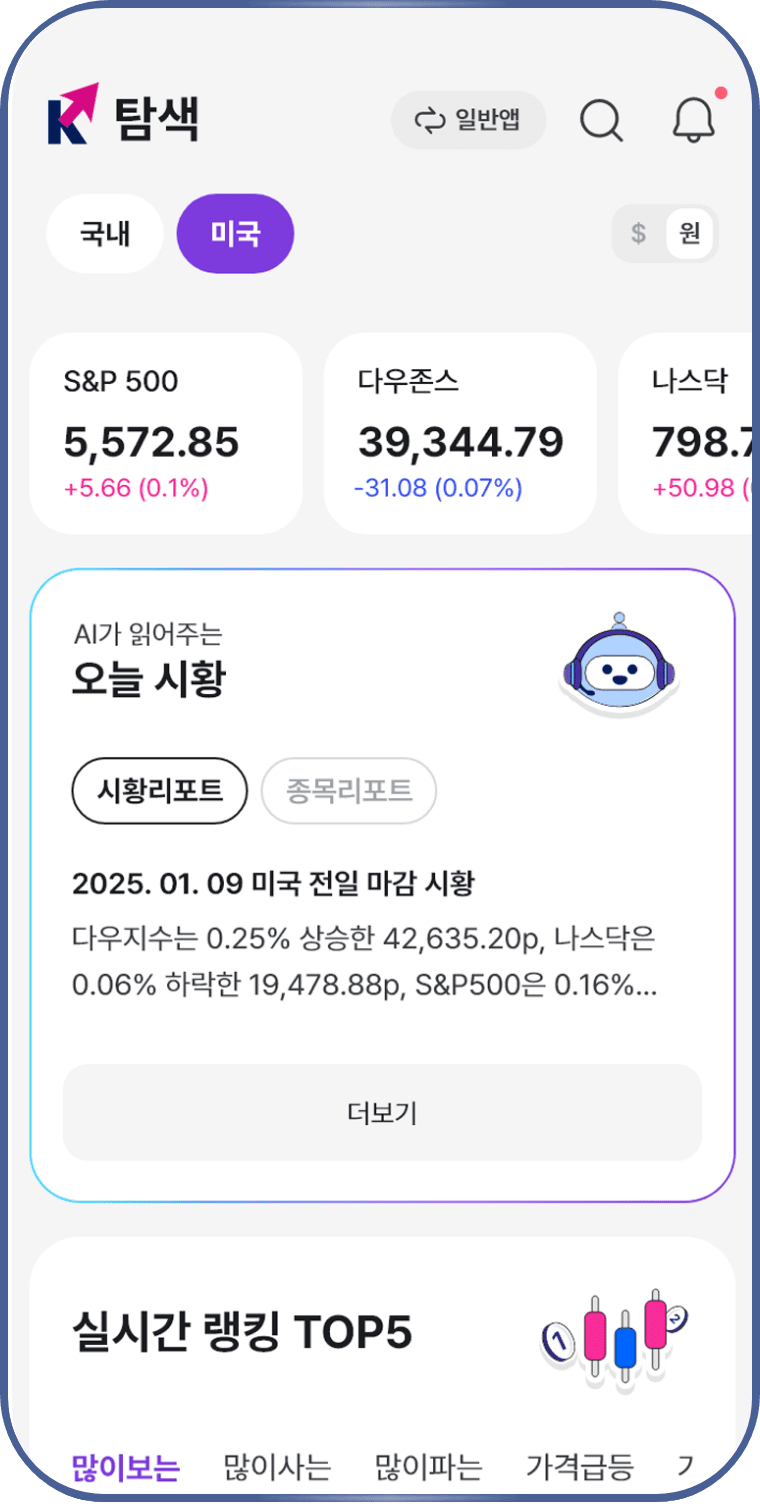 탐색
일반앱
국내
미국
$
원
S&P 500
다우존스
나스닥
5,572.85
39,344.79
798.7
+5.66 (0.1%)
-31.08 (0.07%)
+50.98 (
AI가 읽어주는
오늘 시황
시황리포트
종목리포트
2025. 01. 09 미국 전일 마감 시황
다우지수는 0.25% 상승한 42,635.20p, 나스닥은
0.06% 하락한 19,478.88p, S&P500은 0.16%...
더보기
실시간 랭킹 TOP5
1
2
많이보는
많이사는
많이파는
가격급등